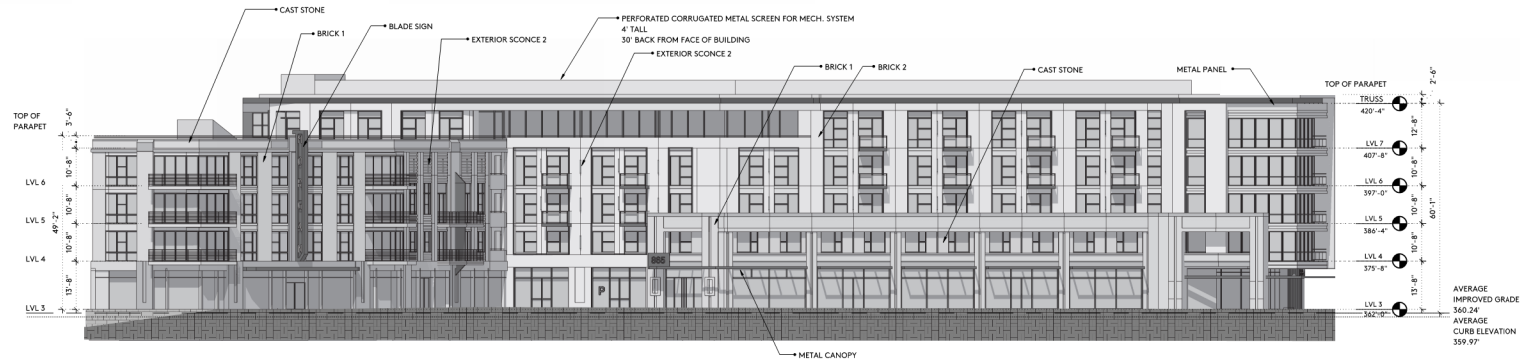 CAST STONE
BRICK 1
BLADE SIGN
EXTERIOR SCONCE 2
PERFORATED CORRUGATED METAL SCREEN FOR MECH. SYSTEM
4' TALL
30' BACK FROM FACE OF BUILDING
EXTERIOR SCONCE 2
BRICK 1
BRICK 2
CAST STONE
METAL PANEL
TOP OF
PARAPET
3'-6"
LVL 6
10'-8"
LVL 5
10'-8"
49'-2"
LVL 4
10'-8"
LVL 3
13'-8"
TOP OF PARAPET
2'-6"
TRUSS
420'-4"
12'-8"
LVL 7
407'-8"
10'-8"
LVL 6
397'-0"
10'-8"
60'-1"
LVL 5
386'-4"
10'-8"
LVL 4
375'-8"
13'-8"
LVL 3
362'-0"
AVERAGE
IMPROVED GRADE
360.24'
AVERAGE
CURB ELEVATION
359.97'
865
P
METAL CANOPY